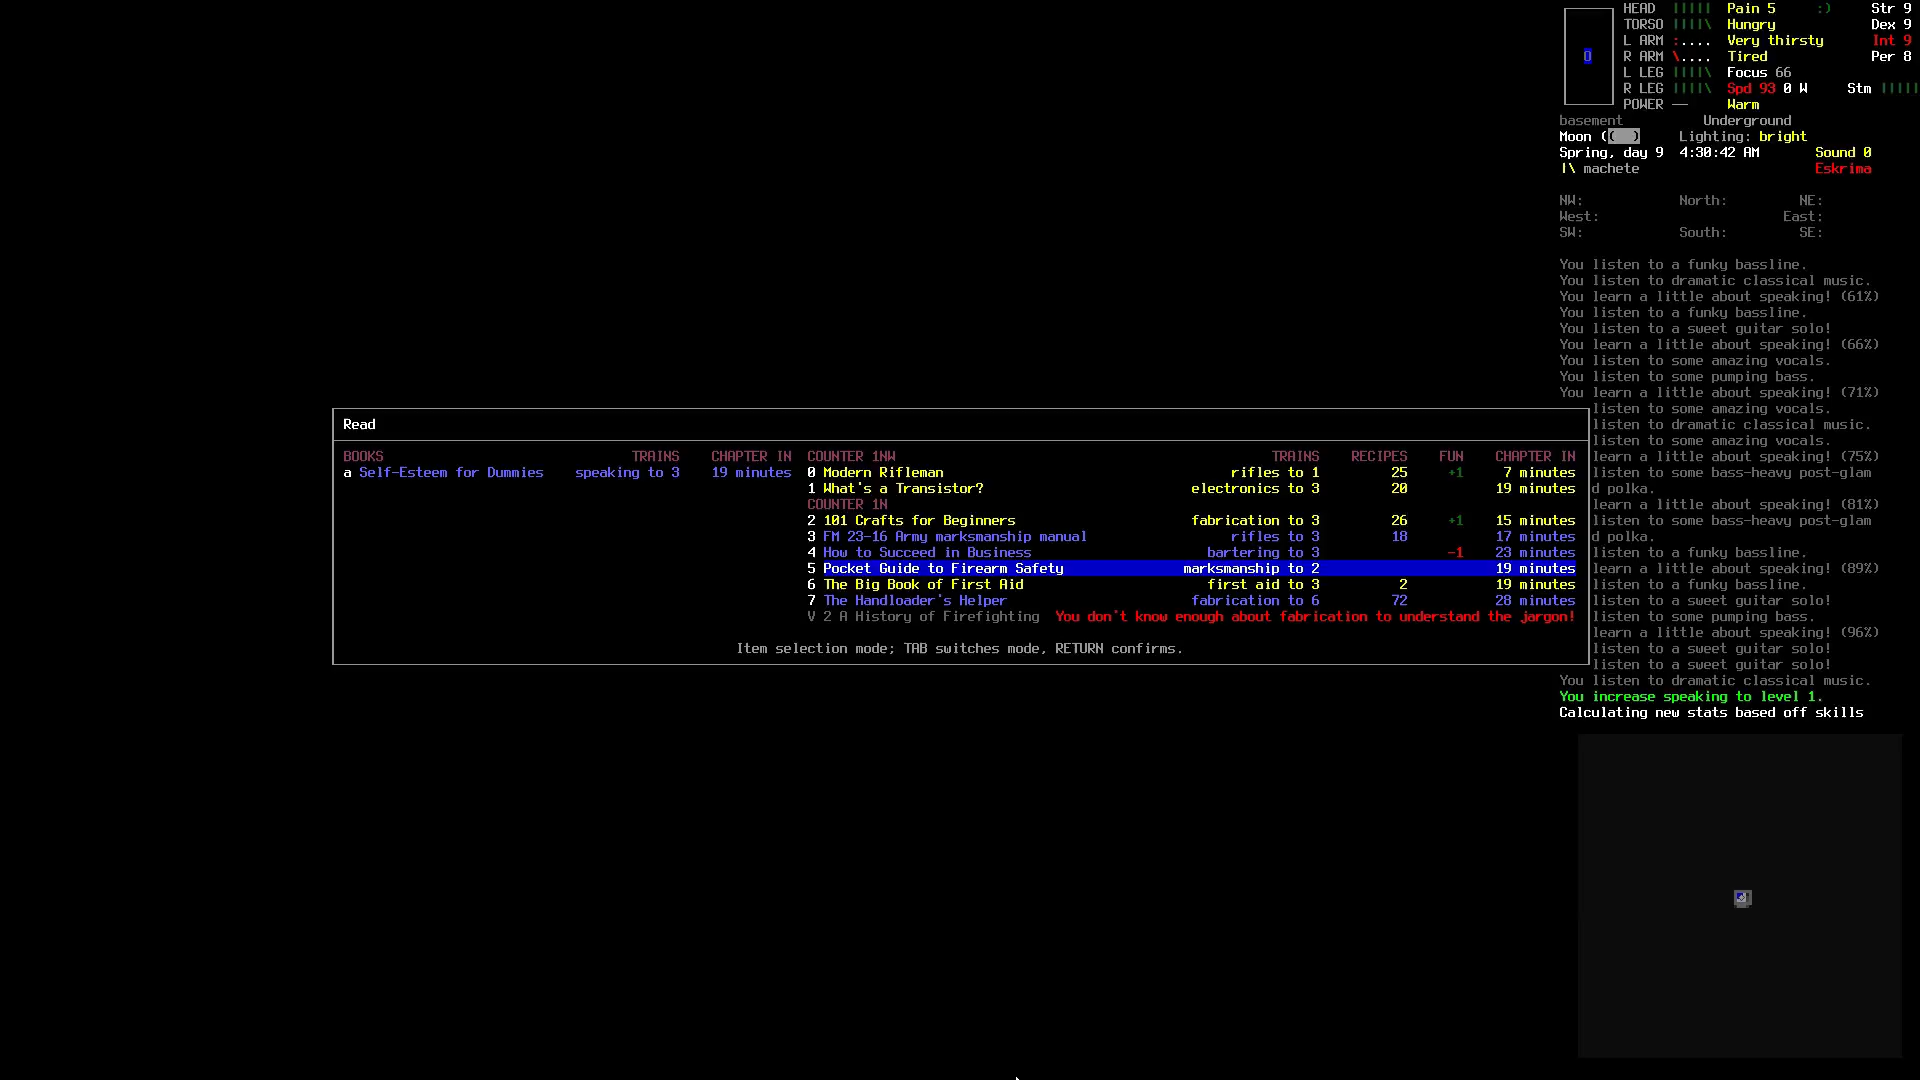 HEAD ||||| Pain 5 :) Str 9
TORSO ||||\ Hungry Dex 9
L ARM :.... Very thirsty Int 9
0 R ARM \.... Tired Per 8
L LEG ||||\ Focus 66
R LEG ||||\ Spd 93 0 W Stm |||||
POWER -- Warm
basement Underground
Moon (( ) Lighting: bright
Spring, day 9 4:30:42 AM Sound 0
|\ machete Eskrima
NW: North: NE:
West: East:
SW: South: SE:
You listen to a funky bassline.
You listen to dramatic classical music.
You learn a little about speaking! (61%)
You listen to a funky bassline.
You listen to a sweet guitar solo!
You learn a little about speaking! (66%)
You listen to some amazing vocals.
You listen to some pumping bass.
You learn a little about speaking! (71%)
listen to some amazing vocals.
listen to dramatic classical music.
listen to some amazing vocals.
learn a little about speaking! (75%)
listen to some bass-heavy post-glam
d polka.
learn a little about speaking! (81%)
listen to some bass-heavy post-glam
d polka.
listen to a funky bassline.
learn a little about speaking! (89%)
listen to a funky bassline.
listen to a sweet guitar solo!
listen to some pumping bass.
learn a little about speaking! (96%)
listen to a sweet guitar solo!
listen to a sweet guitar solo!
You listen to dramatic classical music.
You increase speaking to level 1.
Calculating new stats based off skills
Read
BOOKS TRAINS CHAPTER IN
a Self-Esteem for Dummies speaking to 3 19 minutes
COUNTER 1NW TRAINS RECIPES FUN CHAPTER IN
0 Modern Rifleman rifles to 1 25 +1 7 minutes
1 What's a Transistor? electronics to 3 20 19 minutes
COUNTER 1N
2 101 Crafts for Beginners fabrication to 3 26 +1 15 minutes
3 FM 23-16 Army marksmanship manual rifles to 3 18 17 minutes
4 How to Succeed in Business bartering to 3 -1 23 minutes
5 Pocket Guide to Firearm Safety marksmanship to 2 19 minutes
6 The Big Book of First Aid first aid to 3 2 19 minutes
7 The Handloader's Helper fabrication to 6 72 28 minutes
V 2 A History of Firefighting You don't know enough about fabrication to understand the jargon!
Item selection mode; TAB switches mode, RETURN confirms.